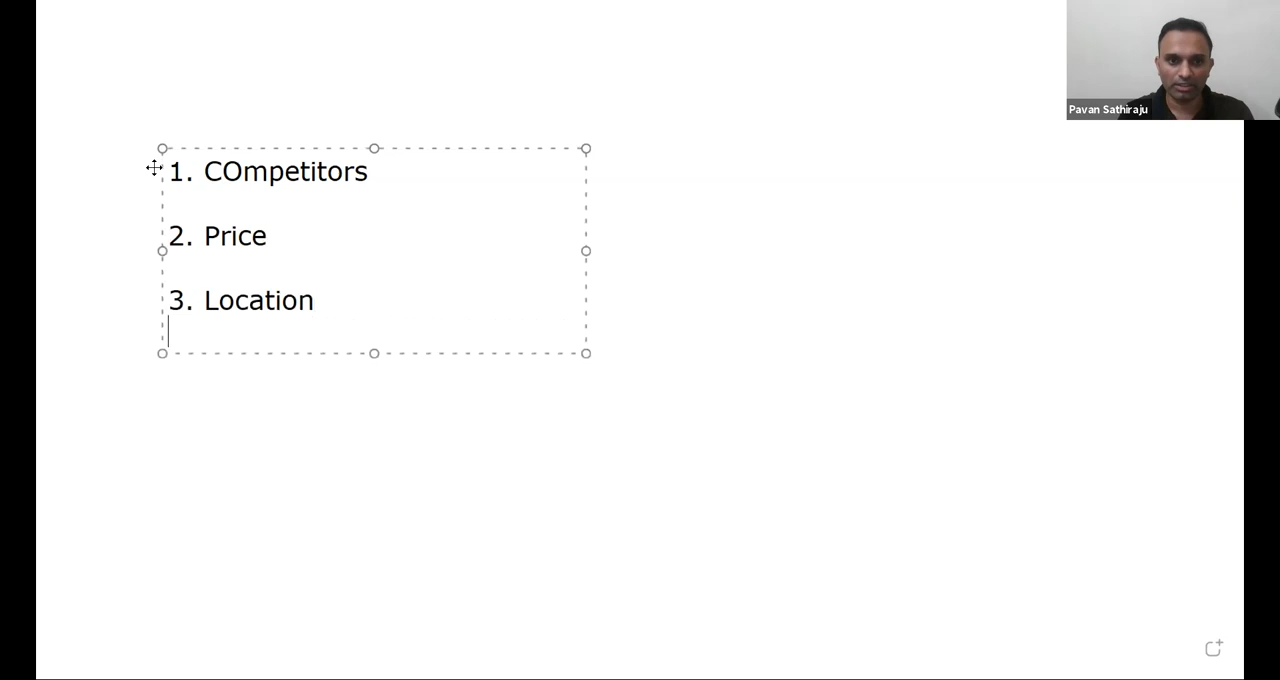 Pavan Sathiraju
1. COmpetitors
2. Price
3. Location